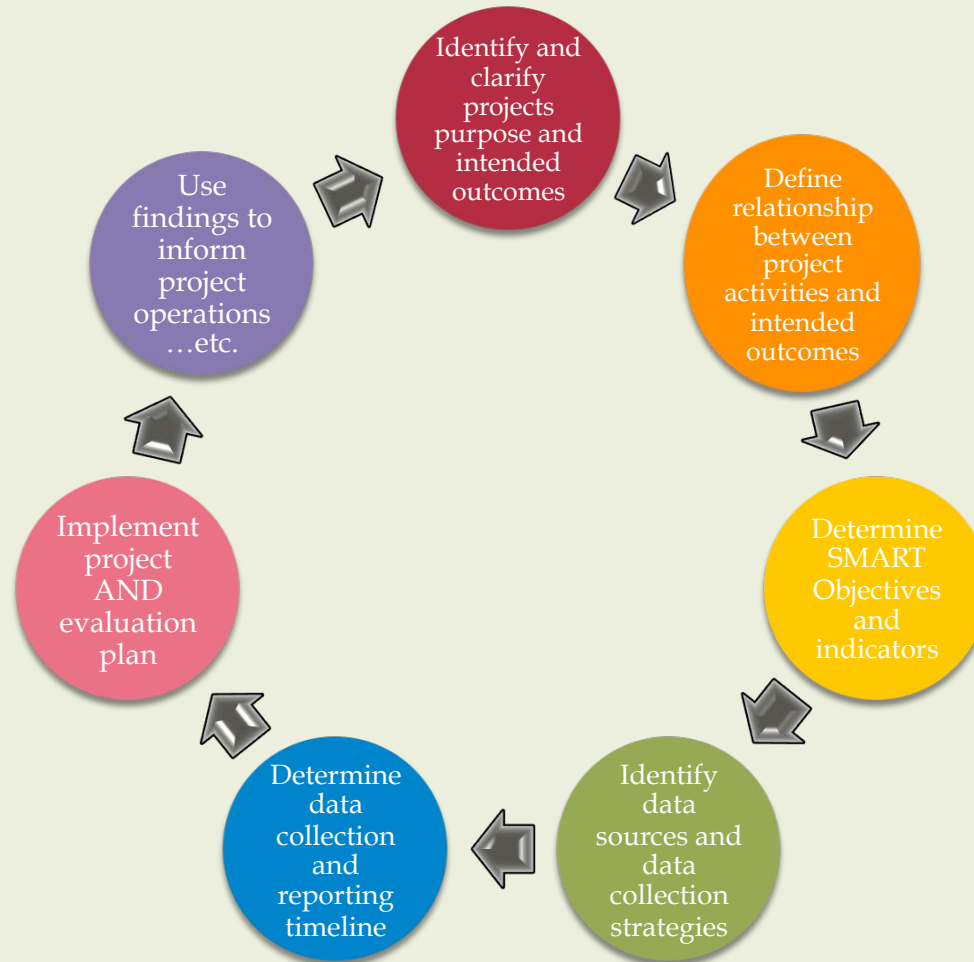 Identify and
clarify
projects
purpose and
intended
outcomes
Define
relationship
between
project
activities and
intended
outcomes
Determine
SMART
Objectives
and
indicators
Identify
data
sources and
data
collection
strategies
Determine
data
collection
and
reporting
timeline
Implement
project
AND
evaluation
plan
Use
findings to
inform
project
operations
…etc.